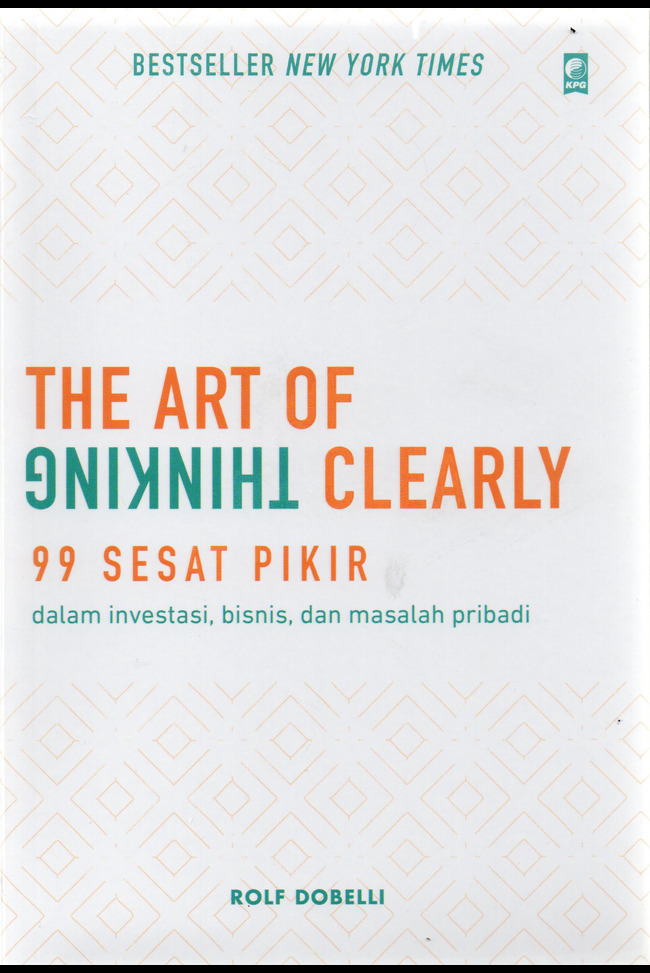 BESTSELLER NEW YORK TIMES
KPG
THE ART OF
THINKING CLEARLY
99 SESAT PIKIR
dalam investasi, bisnis, dan masalah pribadi
ROLF DOBELLI